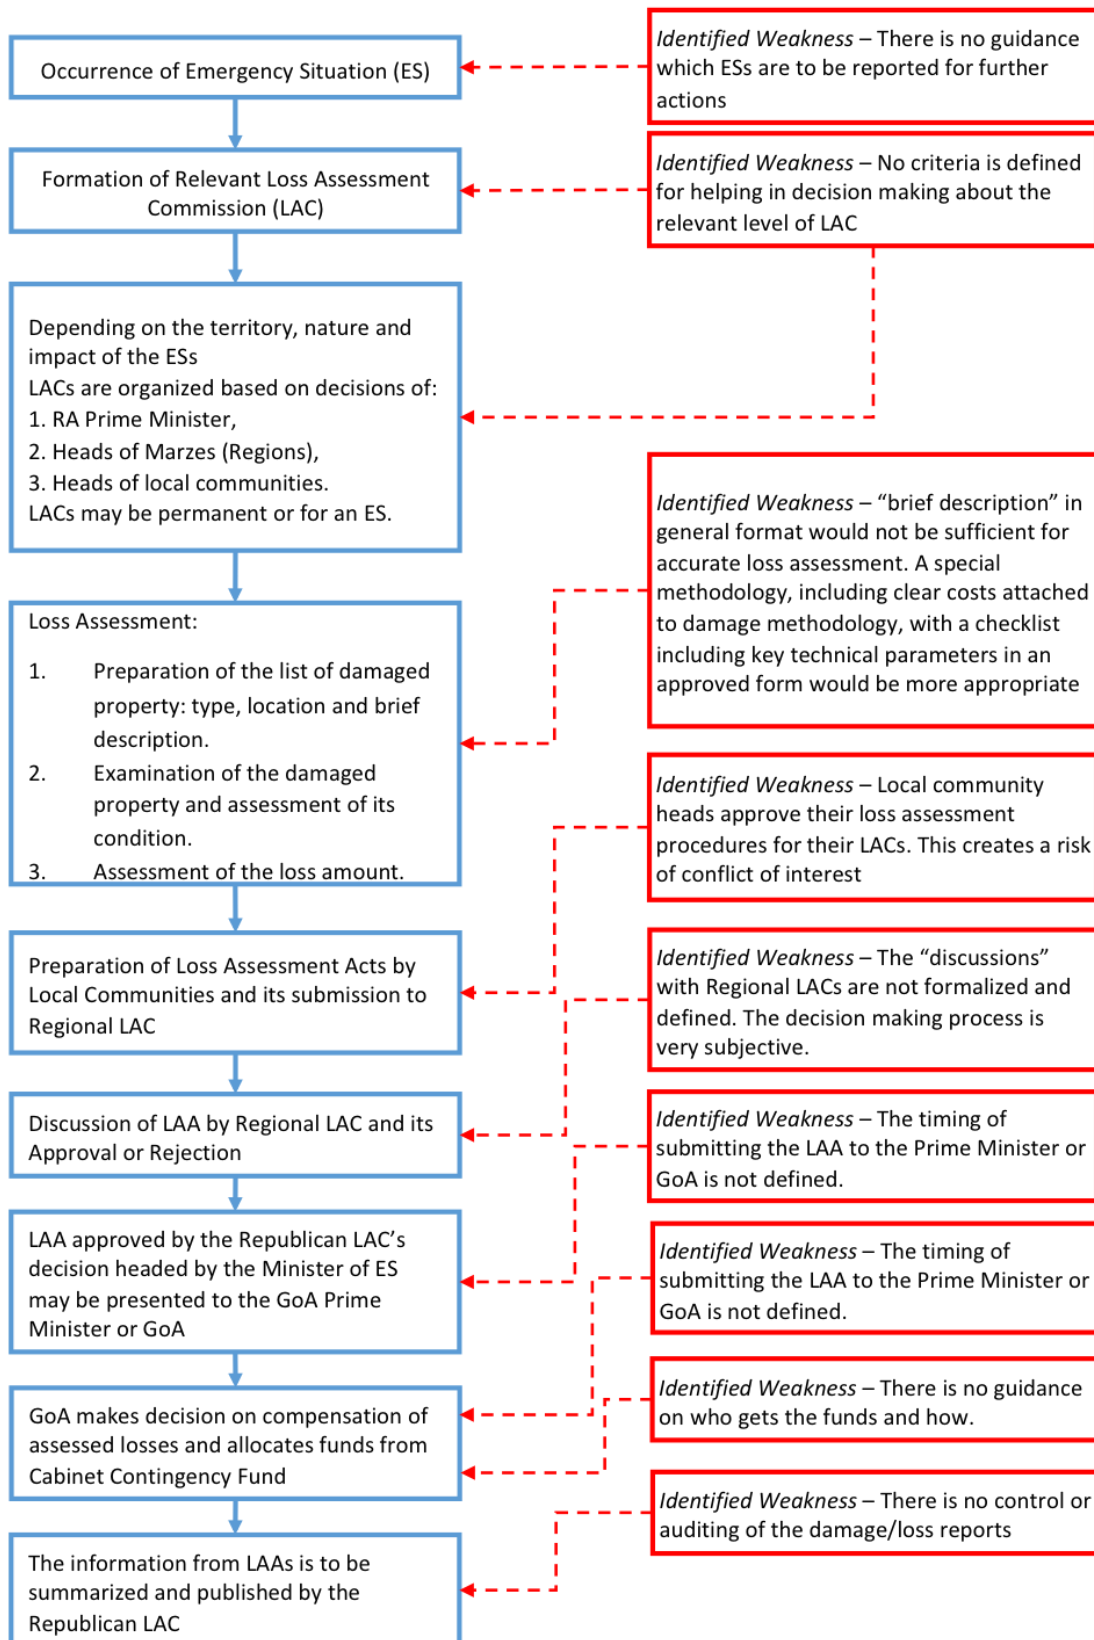 Occurrence of Emergency Situation (ES)
Identified Weakness – There is no guidance
which ESs are to be reported for further
actions
Formation of Relevant Loss Assessment
Commission (LAC)
Identified Weakness – No criteria is defined
for helping in decision making about the
relevant level of LAC
Depending on the territory, nature and
impact of the ESs
LACs are organized based on decisions of:
1. RA Prime Minister,
2. Heads of Marzes (Regions),
3. Heads of local communities.
LACs may be permanent or for an ES.
Identified Weakness – “brief description” in
general format would not be sufficient for
accurate loss assessment. A special
methodology, including clear costs attached
to damage methodology, with a checklist
including key technical parameters in an
approved form would be more appropriate
Loss Assessment:
1. Preparation of the list of damaged
property: type, location and brief
description.
2. Examination of the damaged
property and assessment of its
condition.
3. Assessment of the loss amount.
Identified Weakness – Local community
heads approve their loss assessment
procedures for their LACs. This creates a risk
of conflict of interest
Preparation of Loss Assessment Acts by
Local Communities and its submission to
Regional LAC
Identified Weakness – The “discussions”
with Regional LACs are not formalized and
defined. The decision making process is
very subjective.
Discussion of LAA by Regional LAC and its
Approval or Rejection
Identified Weakness – The timing of
submitting the LAA to the Prime Minister or
GoA is not defined.
LAA approved by the Republican LAC’s
decision headed by the Minister of ES
may be presented to the GoA Prime
Minister or GoA
Identified Weakness – The timing of
submitting the LAA to the Prime Minister or
GoA is not defined.
GoA makes decision on compensation of
assessed losses and allocates funds from
Cabinet Contingency Fund
Identified Weakness – There is no guidance
on who gets the funds and how.
Identified Weakness – There is no control or
auditing of the damage/loss reports
The information from LAAs is to be
summarized and published by the
Republican LAC